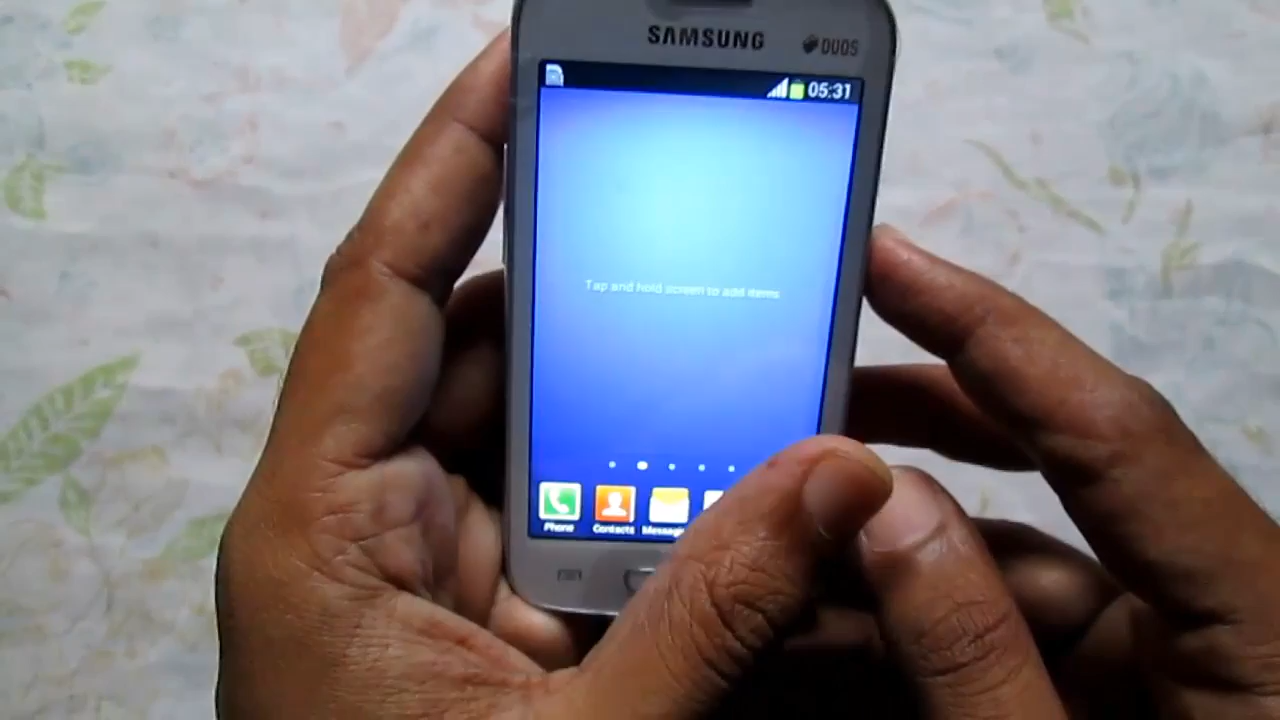 SAMSUNG
DUOS
05:31
Tap and hold screen to add items
Phone
Contacts